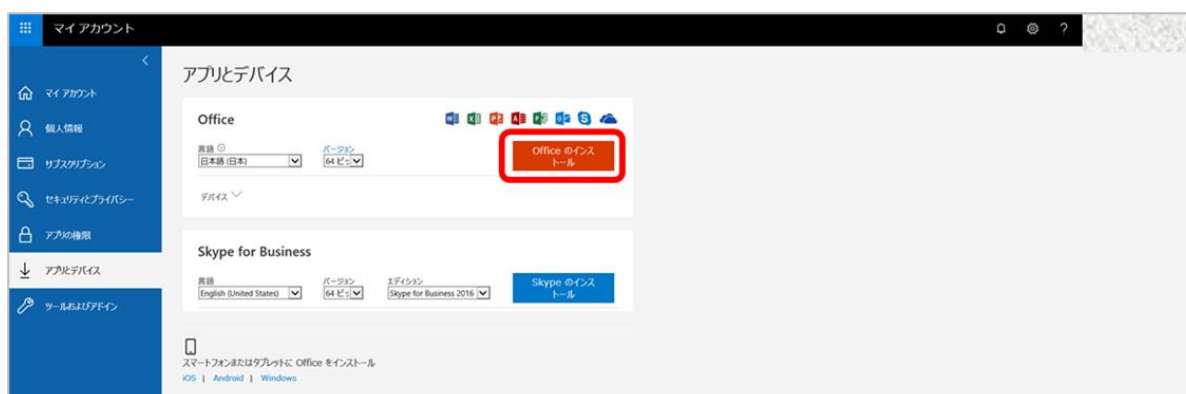 マイ アカウント
?
アプリとデバイス
マイ アカウント
個人情報
サブスクリプション
セキュリティとプライバシー
アプリの権限
アプリとデバイス
ツールおよびアドイン
Office
言語
バージョン
日本語 (日本)
64 ビッ
Office のインス
トール
デバイス
Skype for Business
言語
バージョン
エディション
English (United States)
64 ビッ
Skype for Business 2016
Skype のインス
トール
スマートフォンまたはタブレットに Office をインストール
iOS | Android | Windows